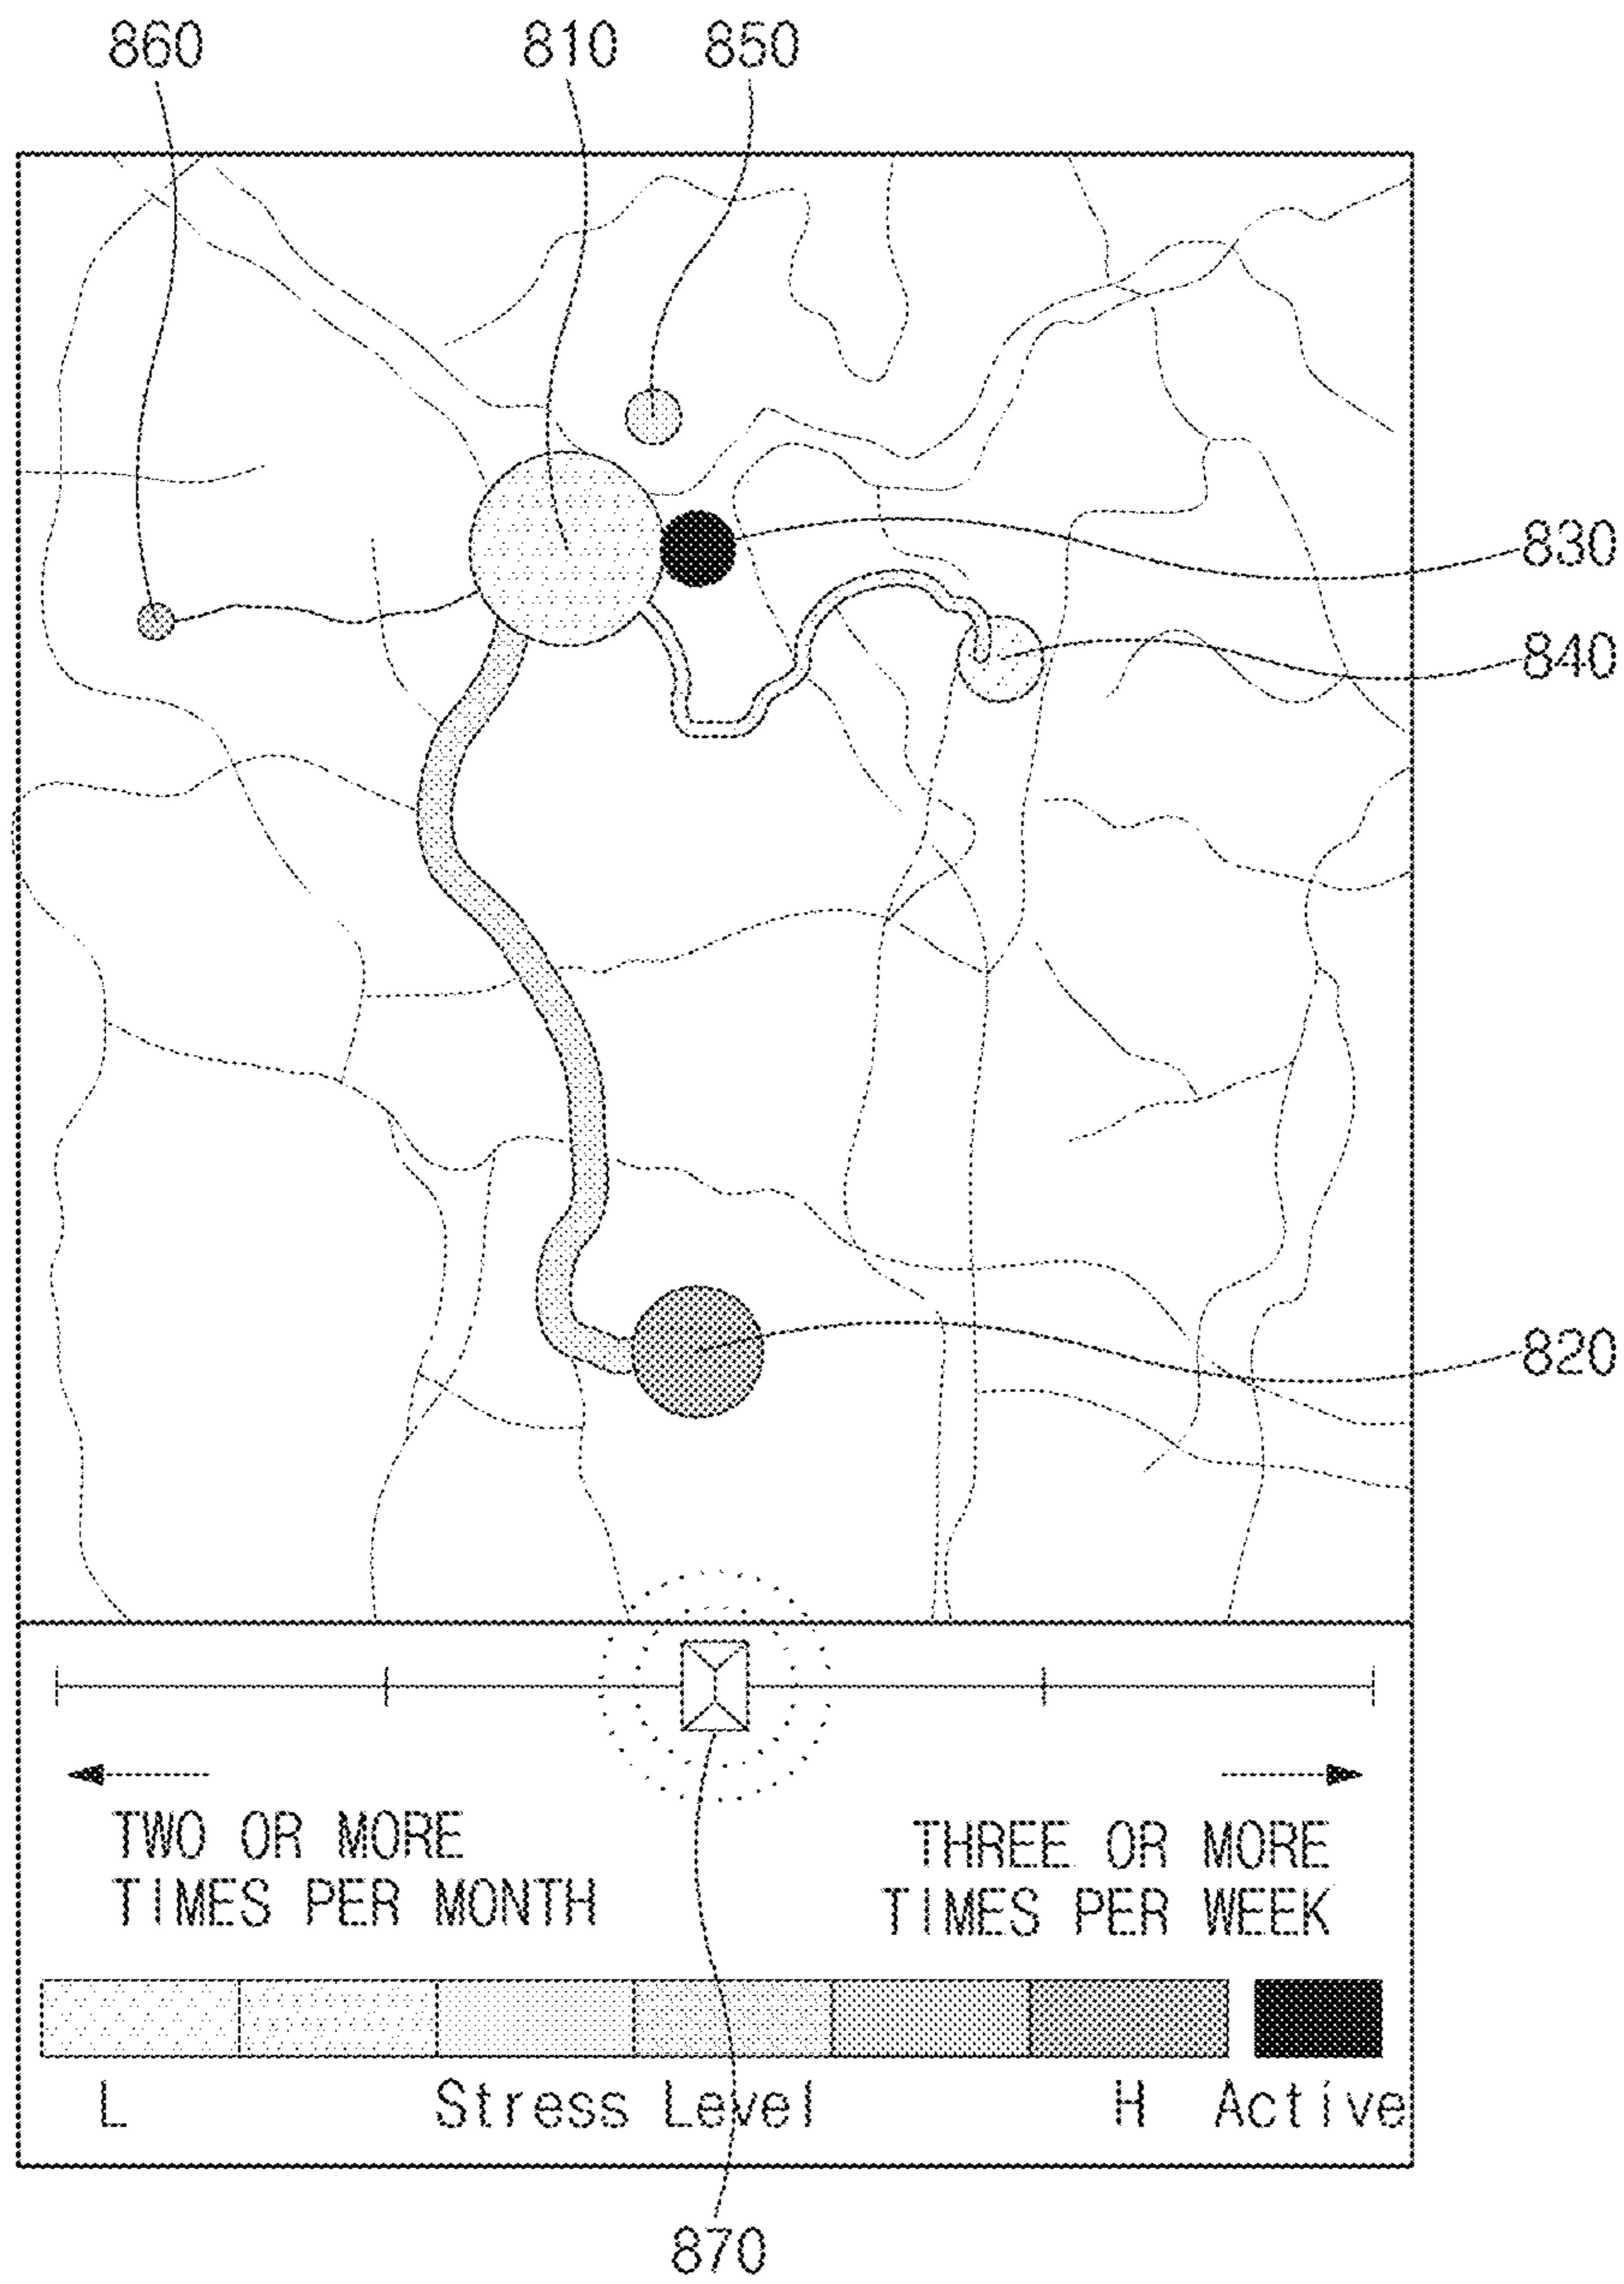 860 810 850
830
840
820
TWO OR MORE
TIMES PER MONTH
THREE OR MORE
TIMES PER WEEK
L Stress Level H Active
870